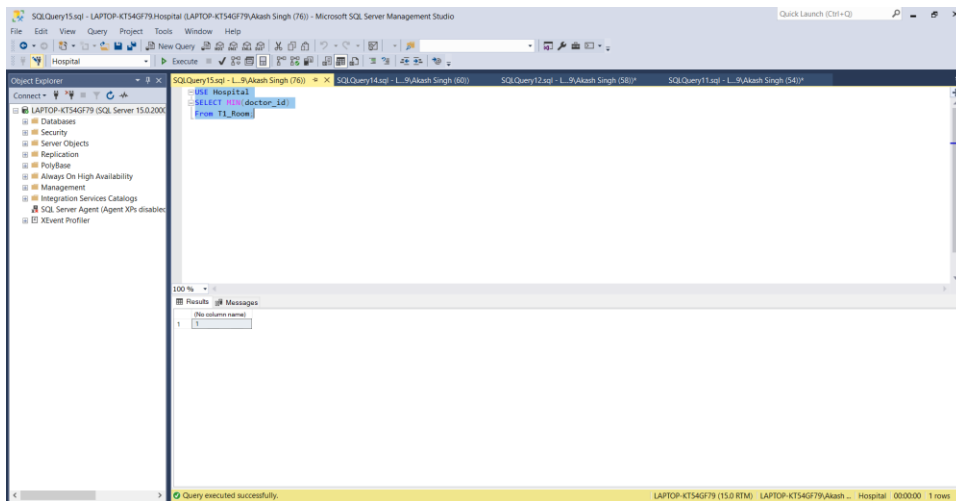 SQLQuery15.sql - LAPTOP-KT54GF79.Hospital (LAPTOP-KT54GF79\Akash Singh (76)) - Microsoft SQL Server Management Studio
Quick Launch (Ctrl+Q)
File Edit View Query Project Tools Window Help
New Query
Hospital
Execute
Object Explorer
SQLQuery15.sql - L...9\Akash Singh (76))
SQLQuery14.sql - L...9\Akash Singh (60))
SQLQuery12.sql - L...9\Akash Singh (58))*
SQLQuery11.sql - L...9\Akash Singh (54))*
Connect
LAPTOP-KT54GF79 (SQL Server 15.0.2000
Databases
Security
Server Objects
Replication
PolyBase
Always On High Availability
Management
Integration Services Catalogs
SQL Server Agent (Agent XPs disabled
XEvent Profiler
USE Hospital
SELECT MIN(doctor_id)
From T1_Room;
100 %
Results Messages
(No column name)
1 1
Query executed successfully.
LAPTOP-KT54GF79 (15.0 RTM) LAPTOP-KT54GF79\Akash ... Hospital 00:00:00 1 rows